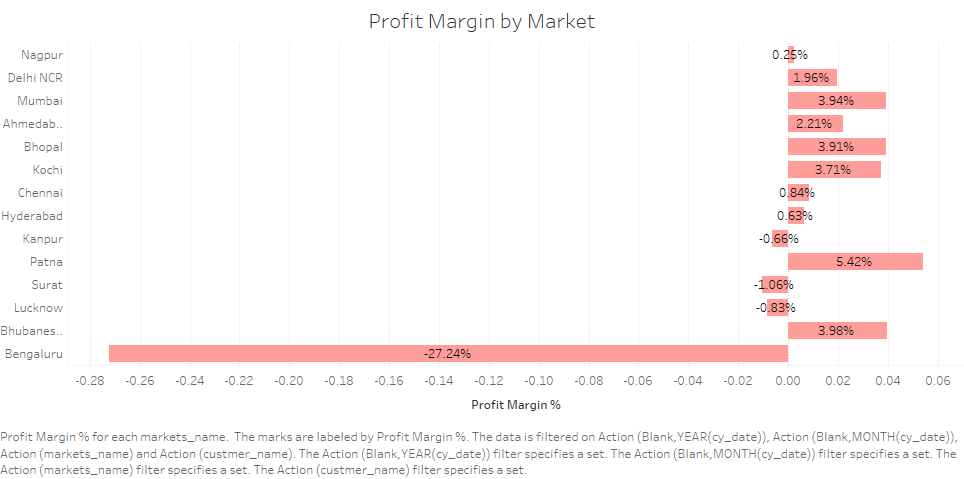 Profit Margin by Market
Nagpur 0.25%
Delhi NCR 1.96%
Mumbai 3.94%
Ahmedab.. 2.21%
Bhopal 3.91%
Kochi 3.71%
Chennai 0.84%
Hyderabad 0.63%
Kanpur -0.66%
Patna 5.42%
Surat -1.06%
Lucknow -0.83%
Bhubanes.. 3.98%
Bengaluru -27.24%
-0.28 -0.26 -0.24 -0.22 -0.20 -0.18 -0.16 -0.14 -0.12 -0.10 -0.08 -0.06 -0.04 -0.02 0.00 0.02 0.04 0.06
Profit Margin %
Profit Margin % for each markets_name. The marks are labeled by Profit Margin %. The data is filtered on Action (Blank,YEAR(cy_date)), Action (Blank,MONTH(cy_date)),
Action (markets_name) and Action (custmer_name). The Action (Blank,YEAR(cy_date)) filter specifies a set. The Action (Blank,MONTH(cy_date)) filter specifies a set. The
Action (markets_name) filter specifies a set. The Action (custmer_name) filter specifies a set.